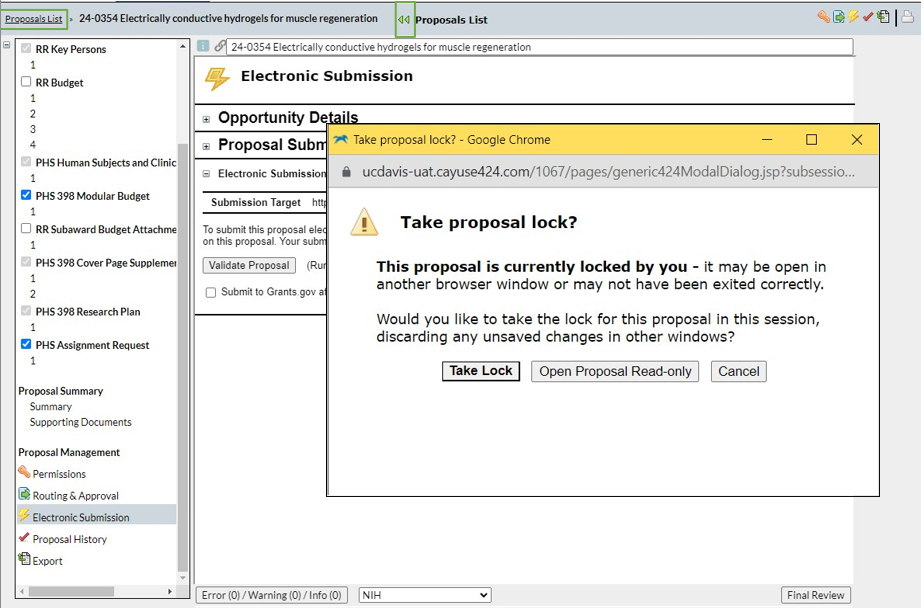 Proposals List » 24-0354 Electrically conductive hydrogels for muscle regeneration
Proposals List
RR Key Persons
1
RR Budget
1
2
3
4
PHS Human Subjects and Clinic
1
PHS 398 Modular Budget
1
RR Subaward Budget Attachme
1
PHS 398 Cover Page Supplemen
1
2
PHS 398 Research Plan
1
PHS Assignment Request
1
Proposal Summary
Summary
Supporting Documents
Proposal Management
Permissions
Routing & Approval
Electronic Submission
Proposal History
Export
24-0354 Electrically conductive hydrogels for muscle regeneration
Electronic Submission
Opportunity Details
Proposal Subm
Electronic Submission
Submission Target http
To submit this proposal elec
on this proposal. Your subm
Validate Proposal (Run
Submit to Grants.gov af
Take proposal lock? - Google Chrome
ucdavis-uat.cayuse424.com/1067/pages/generic424ModalDialog.jsp?subsessio...
Take proposal lock?
This proposal is currently locked by you - it may be open in
another browser window or may not have been exited correctly.
Would you like to take the lock for this proposal in this session,
discarding any unsaved changes in other windows?
Take Lock Open Proposal Read-only Cancel
Error (0) / Warning (0) / Info (0) NIH Final Review